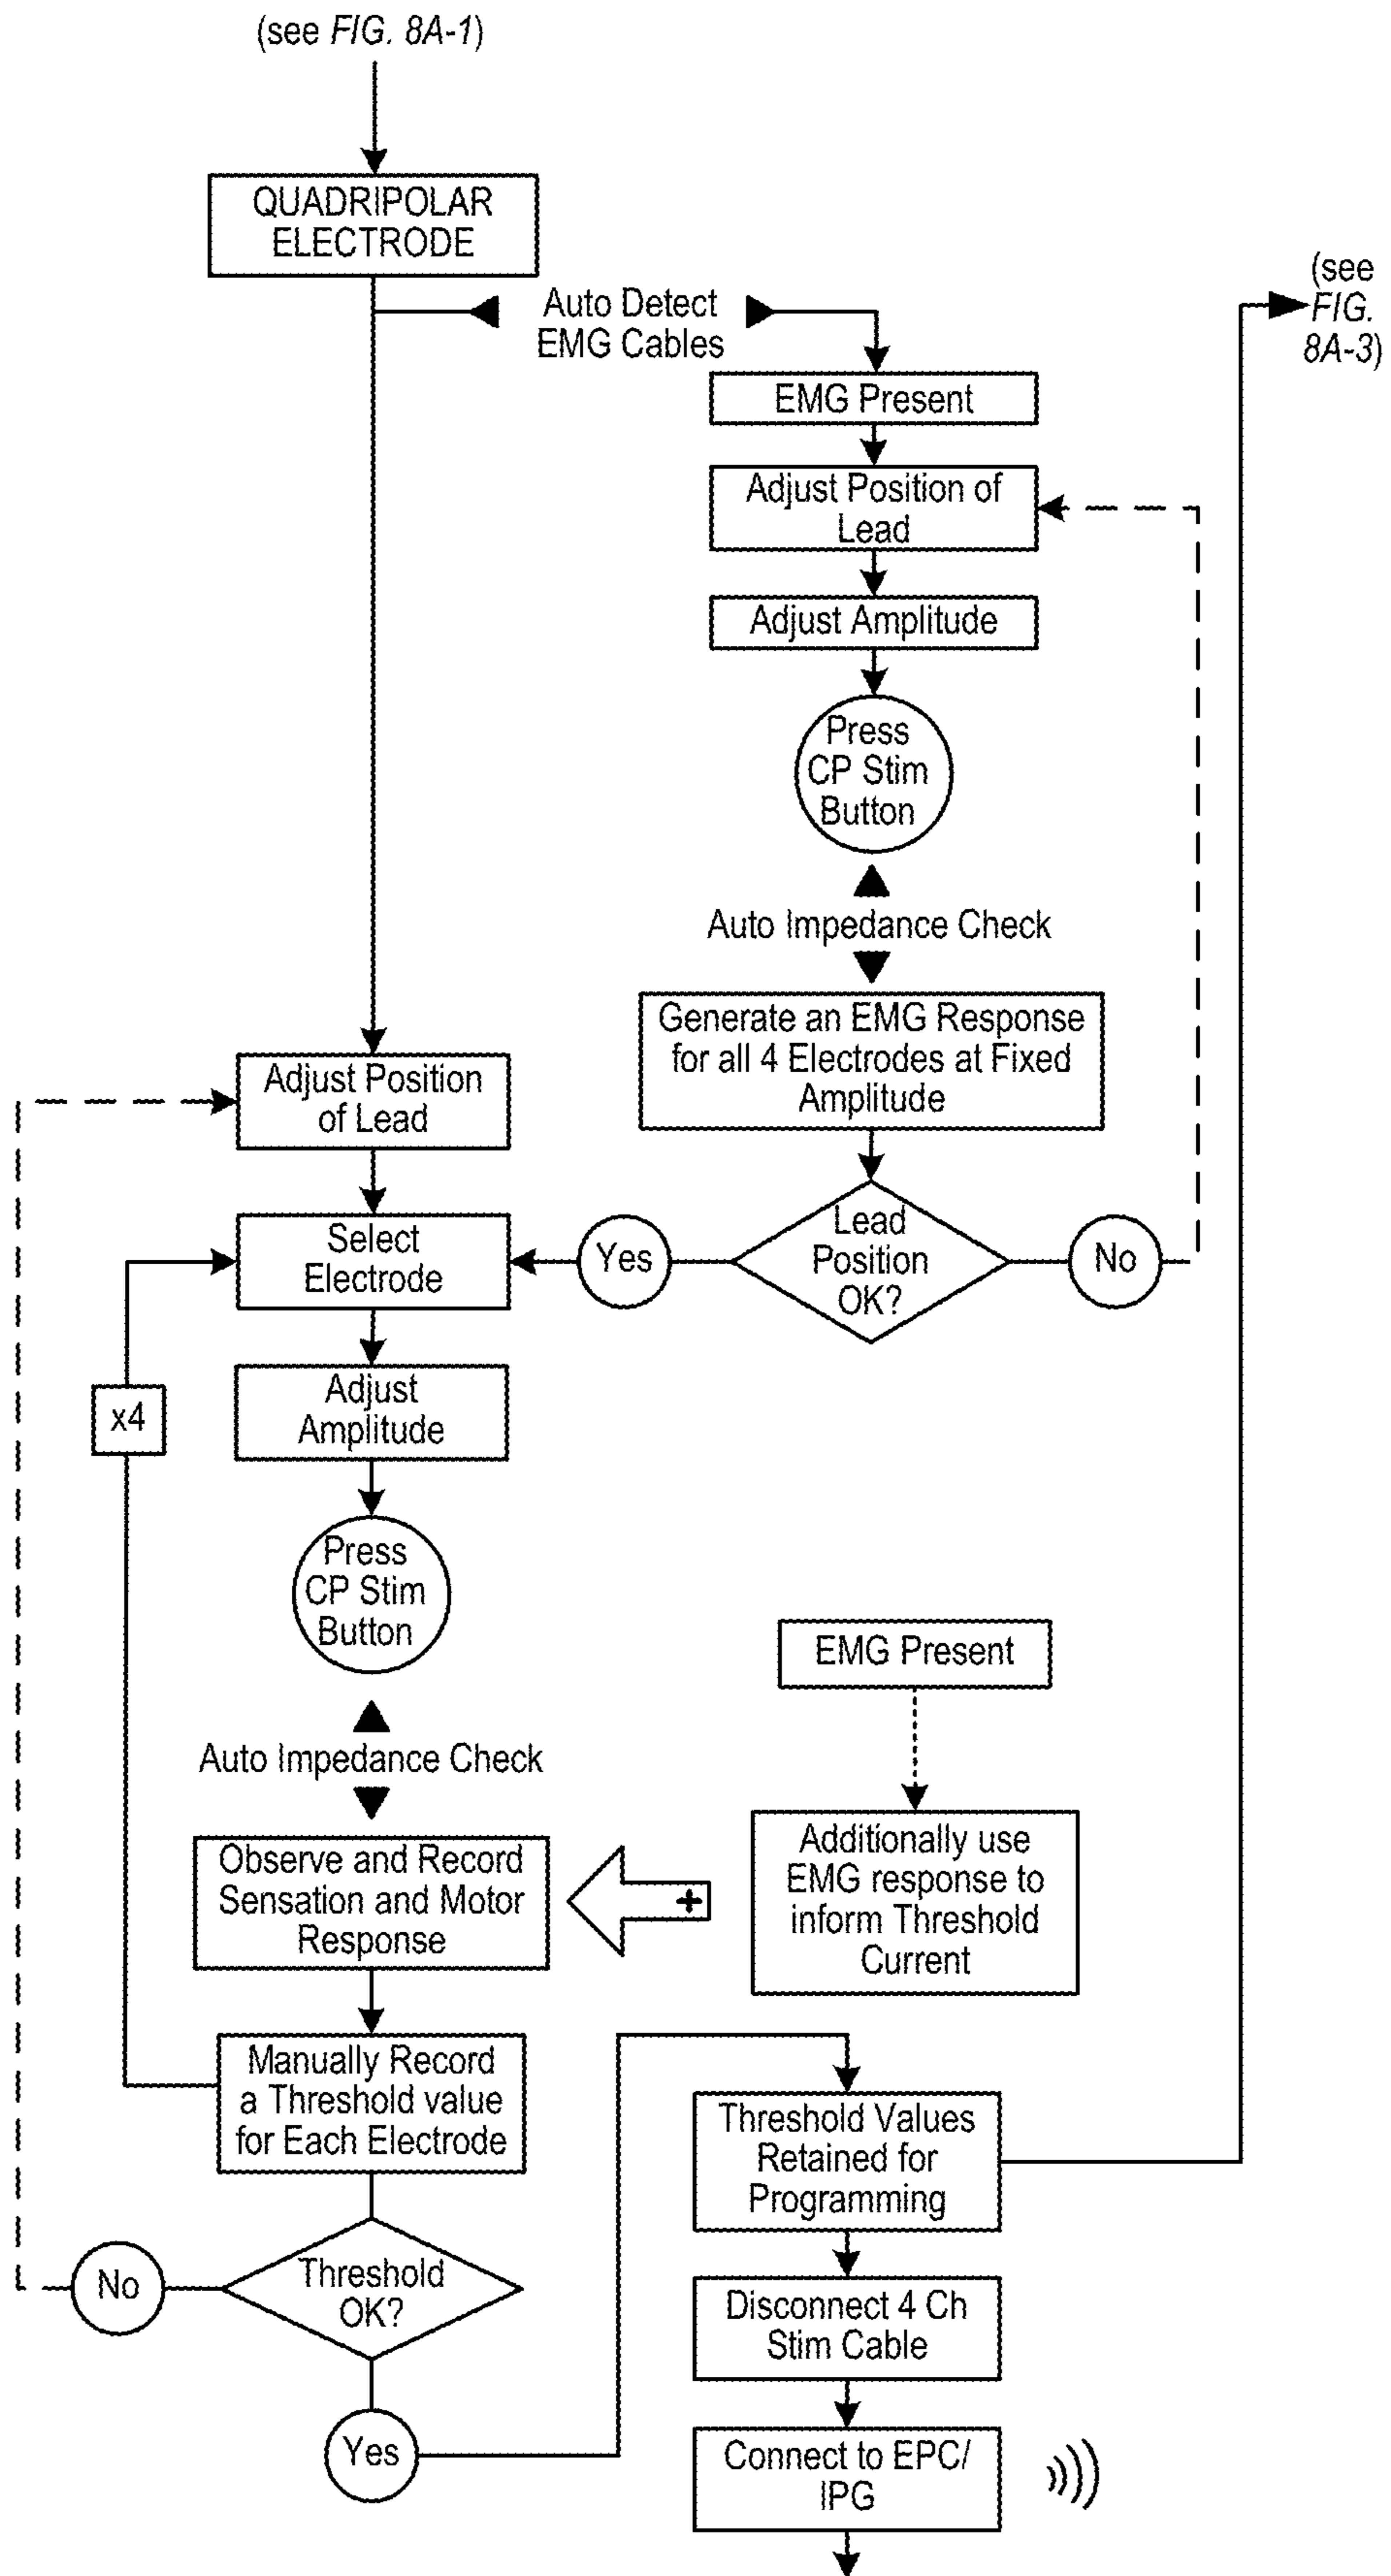 (see FIG. 8A-1)
QUADRIPOLAR
ELECTRODE
Auto Detect
EMG Cables
(see
FIG.
8A-3)
EMG Present
Adjust Position of
Lead
Adjust Amplitude
Press
CP Stim
Button
Auto Impedance Check
Generate an EMG Response
for all 4 Electrodes at Fixed
Amplitude
Lead
Position
OK?
Yes
No
Adjust Position
of Lead
Select
Electrode
Adjust
Amplitude
x4
Press
CP Stim
Button
Auto Impedance Check
EMG Present
Additionally use
EMG response to
inform Threshold
Current
+
Observe and Record
Sensation and Motor
Response
Manually Record
a Threshold value
for Each Electrode
Threshold
OK?
No
Yes
Threshold Values
Retained for
Programming
Disconnect 4 Ch
Stim Cable
Connect to EPC/
IPG